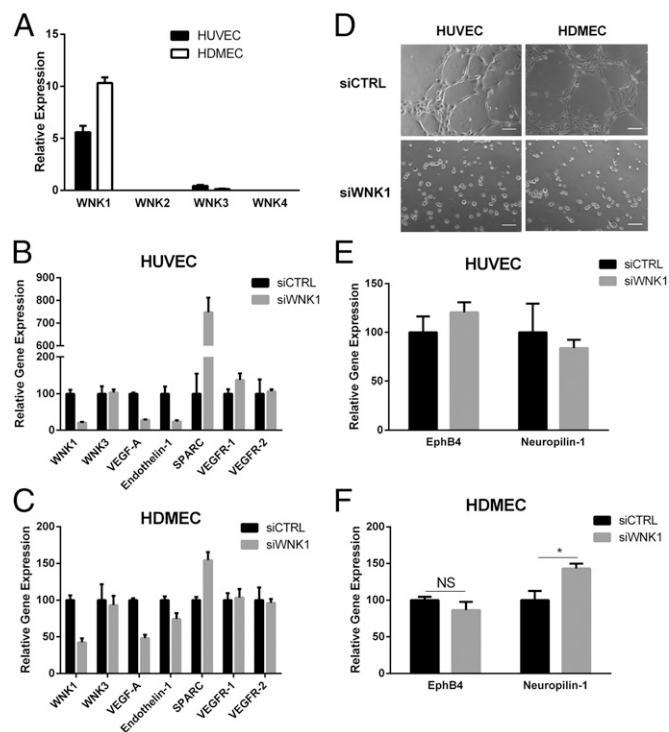 A
HUVEC
HDMEC
Relative Expression
15
10
5
0
WNK1 WNK2 WNK3 WNK4
D
HUVEC HDMEC
siCTRL
siWNK1
B
HUVEC
siCTRL
siWNK1
Relative Gene Expression
900
800
700
600
200
100
0
WNK1 WNK3 VEGF-A Endothelin-1 SPARC VEGFR-1 VEGFR-2
E
HUVEC
siCTRL
siWNK1
Relative Gene Expression
150
100
50
0
EphB4 Neuropilin-1
C
HDMEC
siCTRL
siWNK1
Relative Gene Expression
200
150
100
50
0
WNK1 WNK3 VEGF-A Endothelin-1 SPARC VEGFR-1 VEGFR-2
F
HDMEC
siCTRL
siWNK1
Relative Gene Expression
200
150
100
50
0
NS
*
EphB4 Neuropilin-1